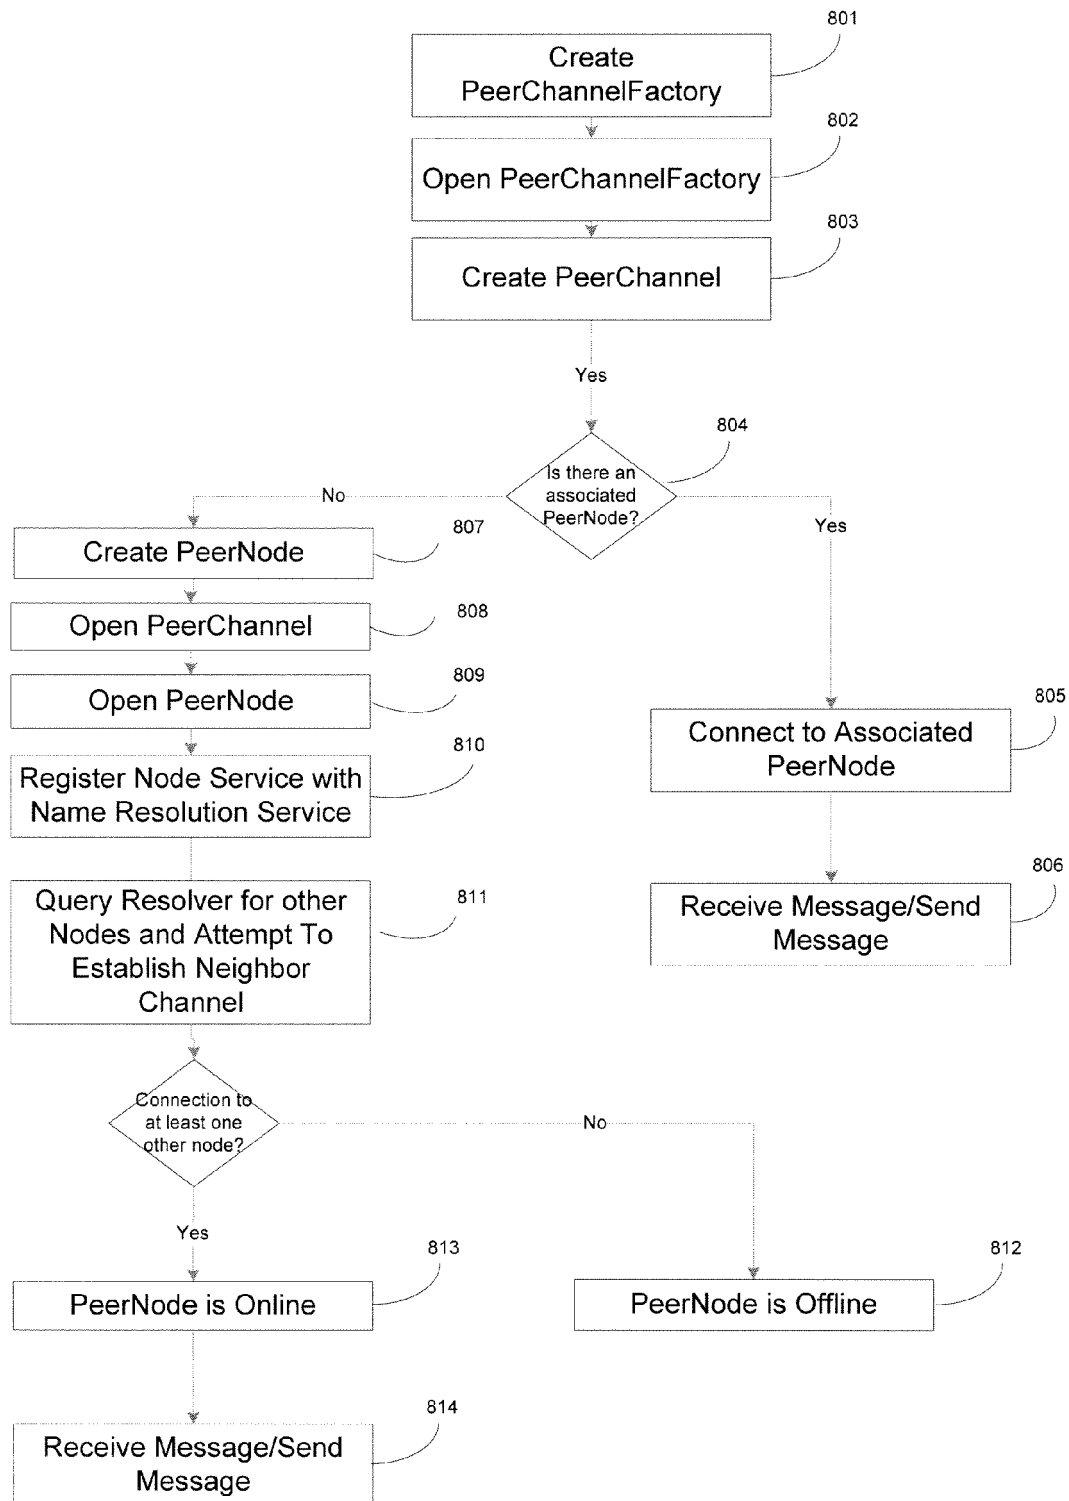 801
Create
PeerChannelFactory
802
Open PeerChannelFactory
803
Create PeerChannel
Yes
804
Is there an
associated
PeerNode?
No
Yes
807
Create PeerNode
808
Open PeerChannel
809
Open PeerNode
805
Connect to Associated
PeerNode
810
Register Node Service with
Name Resolution Service
806
Receive Message/Send
Message
811
Query Resolver for other
Nodes and Attempt To
Establish Neighbor
Channel
Connection to
at least one
other node?
No
Yes
813
PeerNode is Online
812
PeerNode is Offline
814
Receive Message/Send
Message